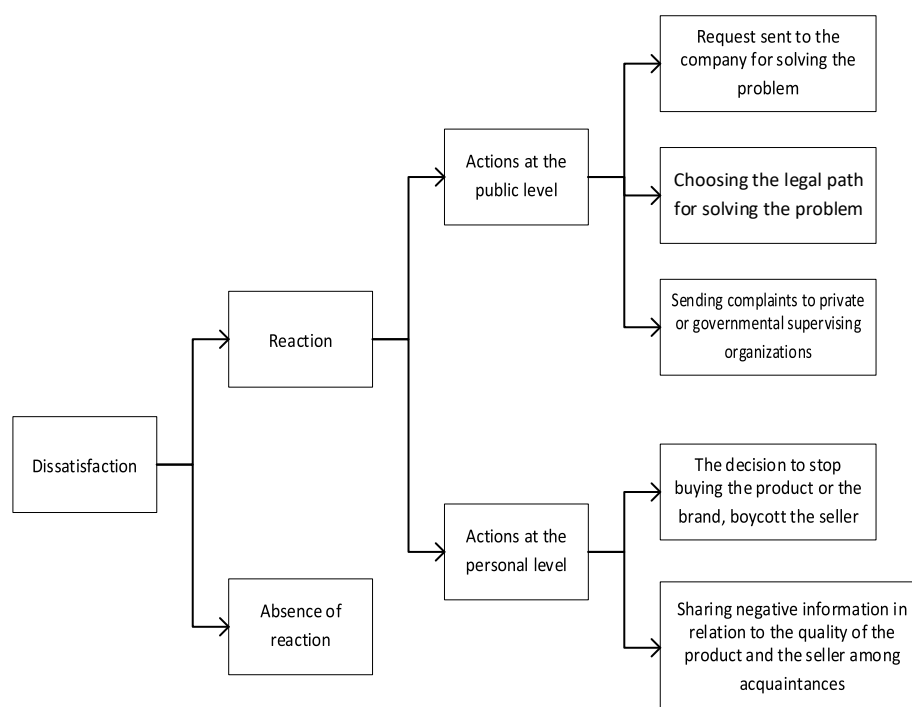 Request sent to the
company for solving the
problem
Actions at the
public level
Choosing the legal path
for solving the problem
Sending complaints to private
or governmental supervising
organizations
Reaction
Dissatisfaction
The decision to stop
buying the product or the
brand, boycott the seller
Actions at the
personal level
Absence of
reaction
Sharing negative information in
relation to the quality of the
product and the seller among
acquaintances